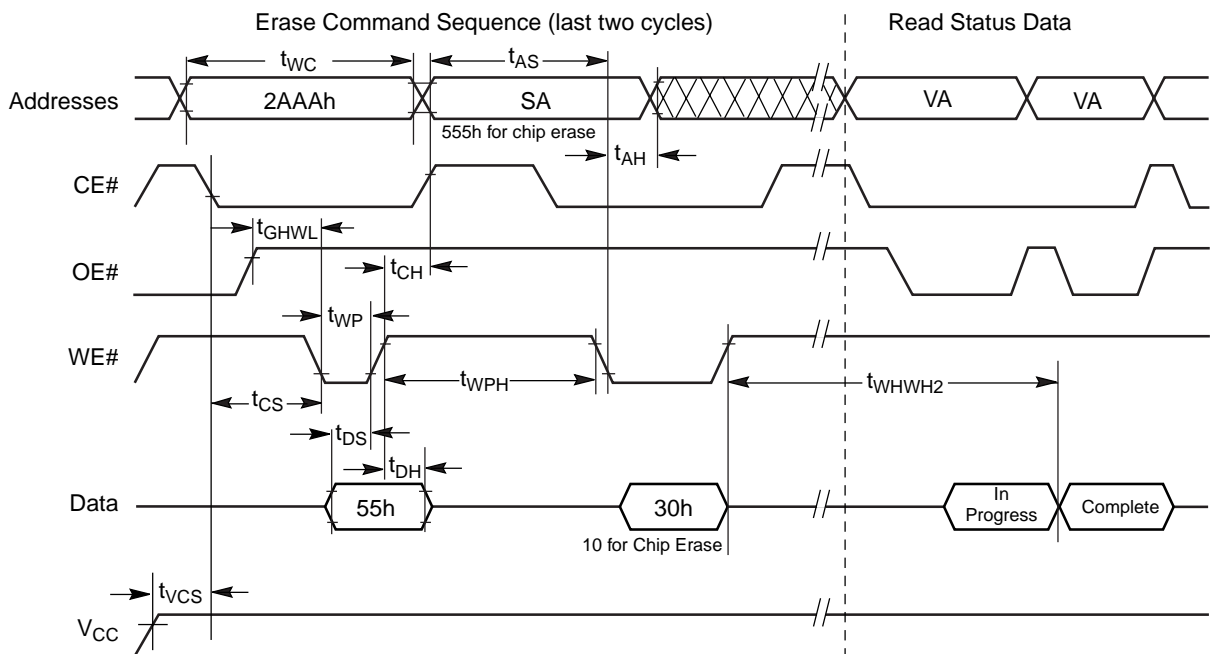 Erase Command Sequence (last two cycles) Read Status Data
tWC tAS
Addresses 2AAAh SA VA VA
555h for chip erase
tAH
CE#
tGHWL
OE# tCH
tWP
WE#
tWPH tWHWH2
tCS
tDS
tDH
Data 55h 30h In Progress Complete
10 for Chip Erase
tVCS
VCC